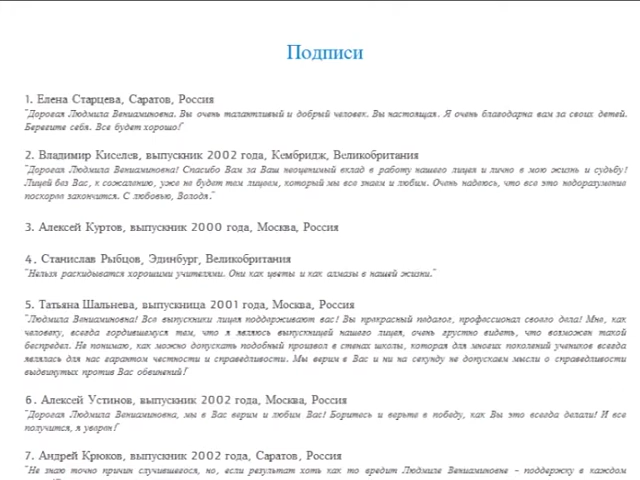 Подписи
1. Елена Старцева, Саратов, Россия
"Дорогая Людмила Вениаминовна. Вы очень талантливый и добрый человек. Вы настоящая. Я очень благодарна вам за своих детей.
Берегите себя. Все будет хорошо!"
2. Владимир Киселев, выпускник 2002 года, Кембридж, Великобритания
"Дорогая Людмила Вениаминовна! Спасибо Вам за Ваш неоценимый вклад в работу нашего лицея и лично в мою жизнь и судьбу!
Лицей без Вас, к сожалению, уже не будет тем лицеем, который мы все знаем и любим. Очень надеюсь, что все это недоразумение
поскорее закончится. С любовью, Володя."
3. Алексей Куртов, выпускник 2000 года, Москва, Россия
4. Станислав Рыбцов, Эдинбург, Великобритания
"Нельзя раскидыватся хорошими учителями. Они как цветы и как алмазы в нашей жизни."
5. Татьяна Шальнева, выпускница 2001 года, Москва, Россия
"Людмила Вениаминовна! Все выпускники лицея поддерживают вас! Вы прекрасный педагог, профессионал своего дела! Мне, как
человеку, всегда гордившемуся тем, что я являюсь выпускницей нашего лицея, очень грустно видеть, что возможен такой
беспредел. Не понимаю, как можно допускать подобный произвол в стенах школы, которая для многих поколений учеников всегда
являлась для нас гарантом честности и справедливости. Мы верим в Вас и ни на секунду не допускаем мысли о справедливости
выдвинутых против Вас обвинений!"
6. Алексей Устинов, выпускник 2002 года, Москва, Россия
"Дорогая Людмила Вениаминовна, мы в Вас верим и любим Вас! Боритесь и верьте в победу, как Вы это всегда делали! И все
получится, я уверен!"
7. Андрей Крюков, выпускник 2002 года, Саратов, Россия
"Не знаю точно причин случившегося, но, если результат хоть как то вредит Людмиле Вениаминовне - поддержку в каждом